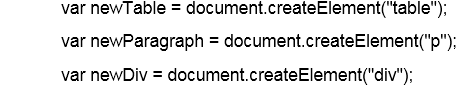 var newTable = document.createElement("table");
var newParagraph = document.createElement("p");
var newDiv = document.createElement("div");